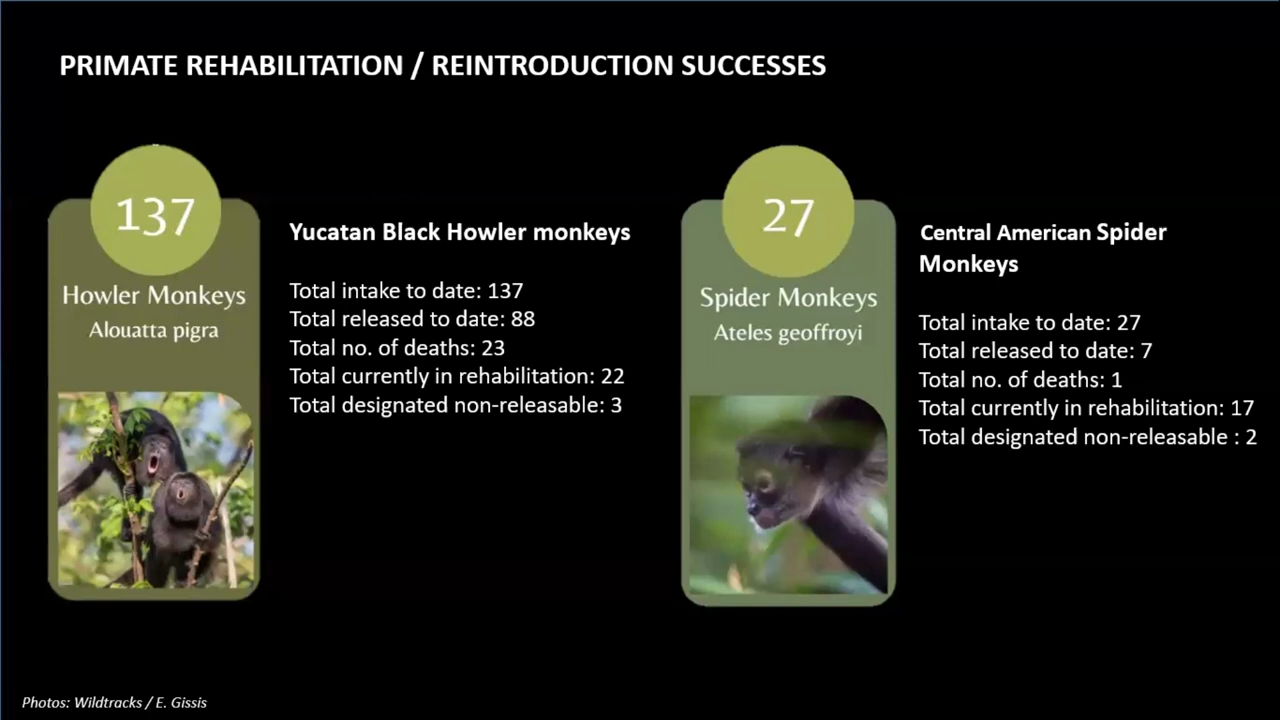 PRIMATE REHABILITATION / REINTRODUCTION SUCCESSES
137
Howler Monkeys
Alouatta pigra
Yucatan Black Howler monkeys
Total intake to date: 137
Total released to date: 88
Total no. of deaths: 23
Total currently in rehabilitation: 22
Total designated non-releasable: 3
27
Spider Monkeys
Ateles geoffroyi
Central American Spider
Monkeys
Total intake to date: 27
Total released to date: 7
Total no. of deaths: 1
Total currently in rehabilitation: 17
Total designated non-releasable : 2
Photos: Wildtracks / E. Gissis